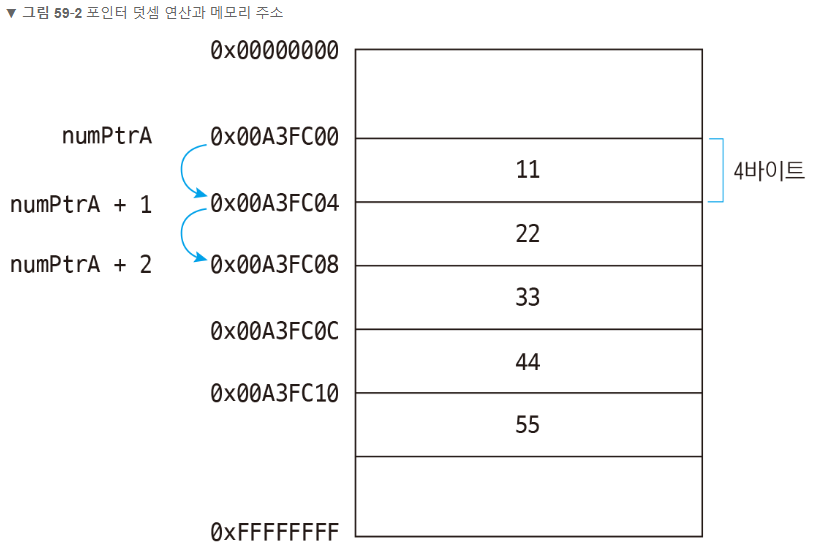 ▼ 그림 59-2 포인터 덧셈 연산과 메모리 주소
0x00000000
numPtrA 0x00A3FC00
11 4바이트
numPtrA + 1 0x00A3FC04
22
numPtrA + 2 0x00A3FC08
33
0x00A3FC0C
44
0x00A3FC10
55
0xFFFFFFFF